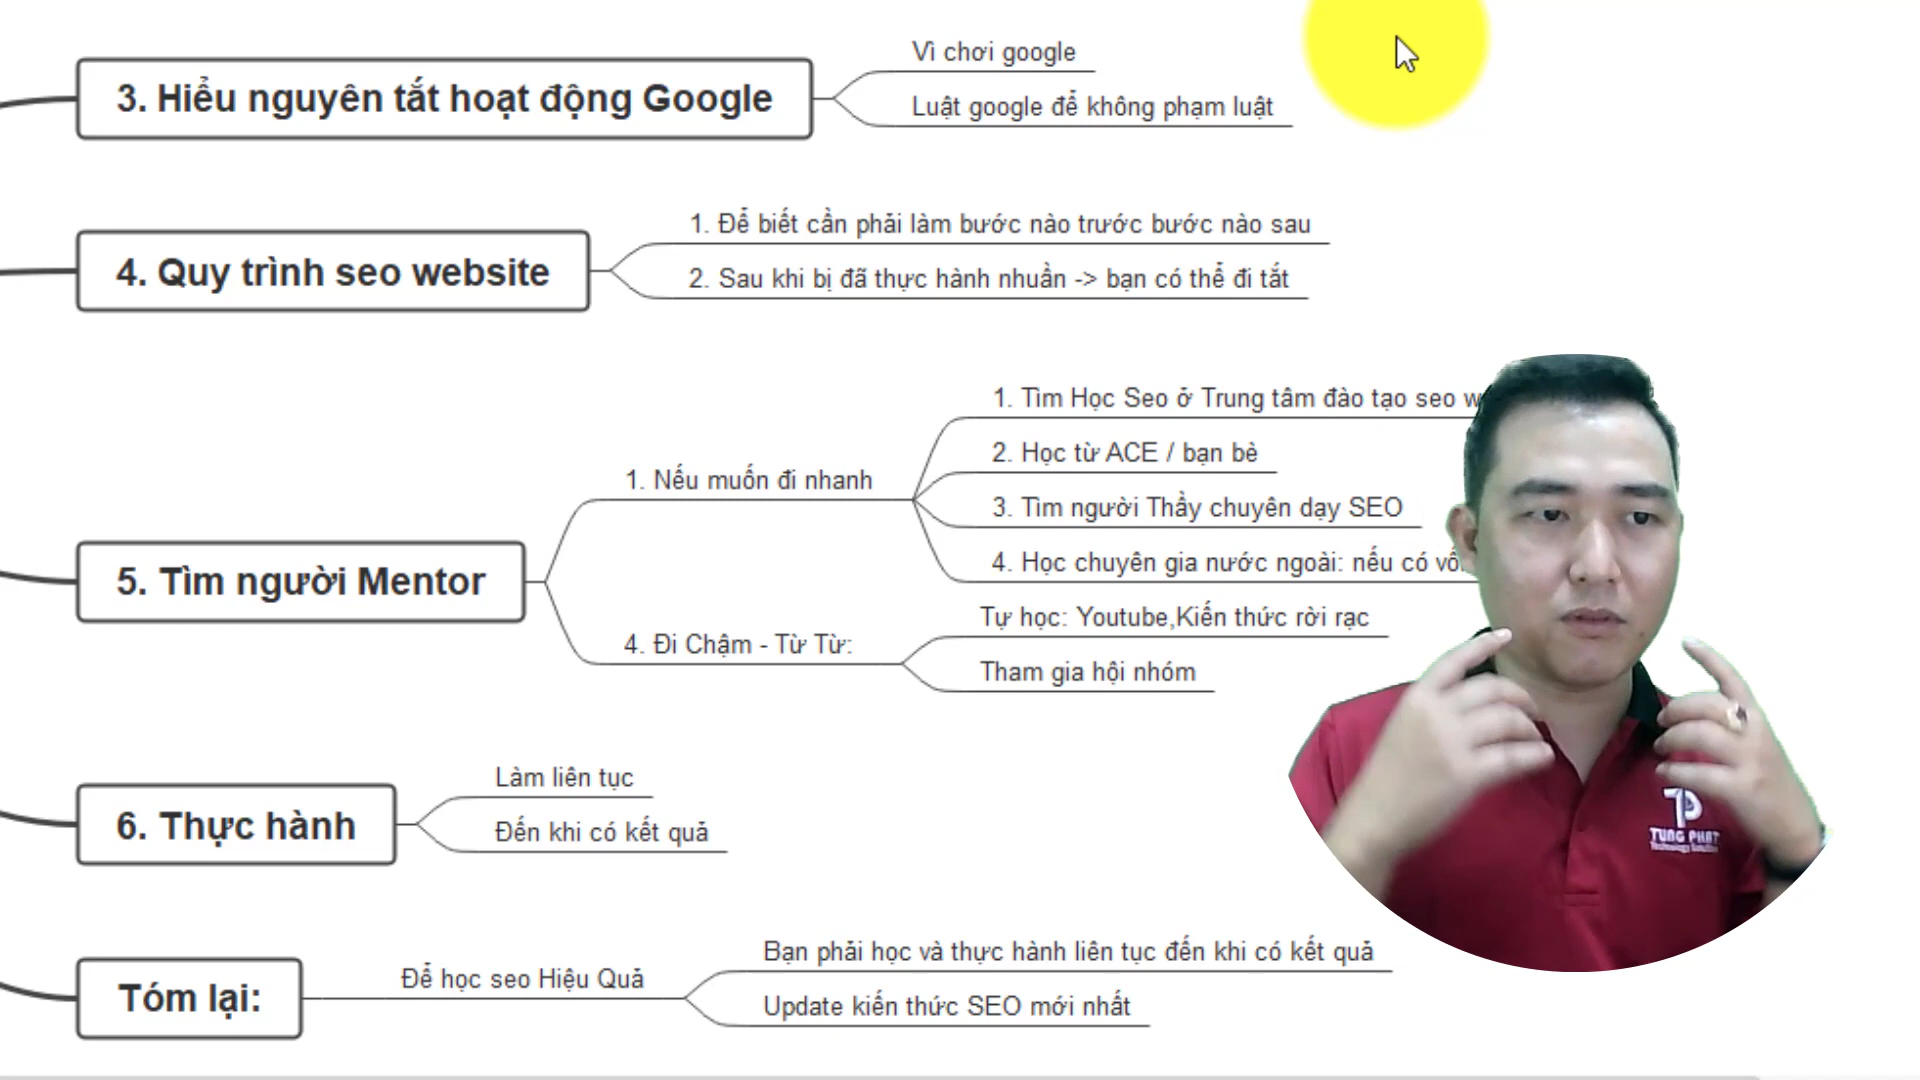 3. Hiểu nguyên tắt hoạt động Google
Vì chơi google
Luật google để không phạm luật
4. Quy trình seo website
1. Để biết cần phải làm bước nào trước bước nào sau
2. Sau khi bị đã thực hành nhuần -> bạn có thể đi tắt
5. Tìm người Mentor
1. Nếu muốn đi nhanh
1. Tìm Học Seo ở Trung tâm đào tạo seo w
2. Học từ ACE / bạn bè
3. Tìm người Thầy chuyên dạy SEO
4. Học chuyên gia nước ngoài: nếu có
4. Đi Chậm - Từ Từ:
Tự học: Youtube,Kiến thức rời rạc
Tham gia hội nhóm
6. Thực hành
Làm liên tục
Đến khi có kết quả
Tóm lại:
Để học seo Hiệu Quả
Bạn phải học và thực hành liên tục đến khi có kết quả
Update kiến thức SEO mới nhất
TP
TUNG PHAT
Technology Solution